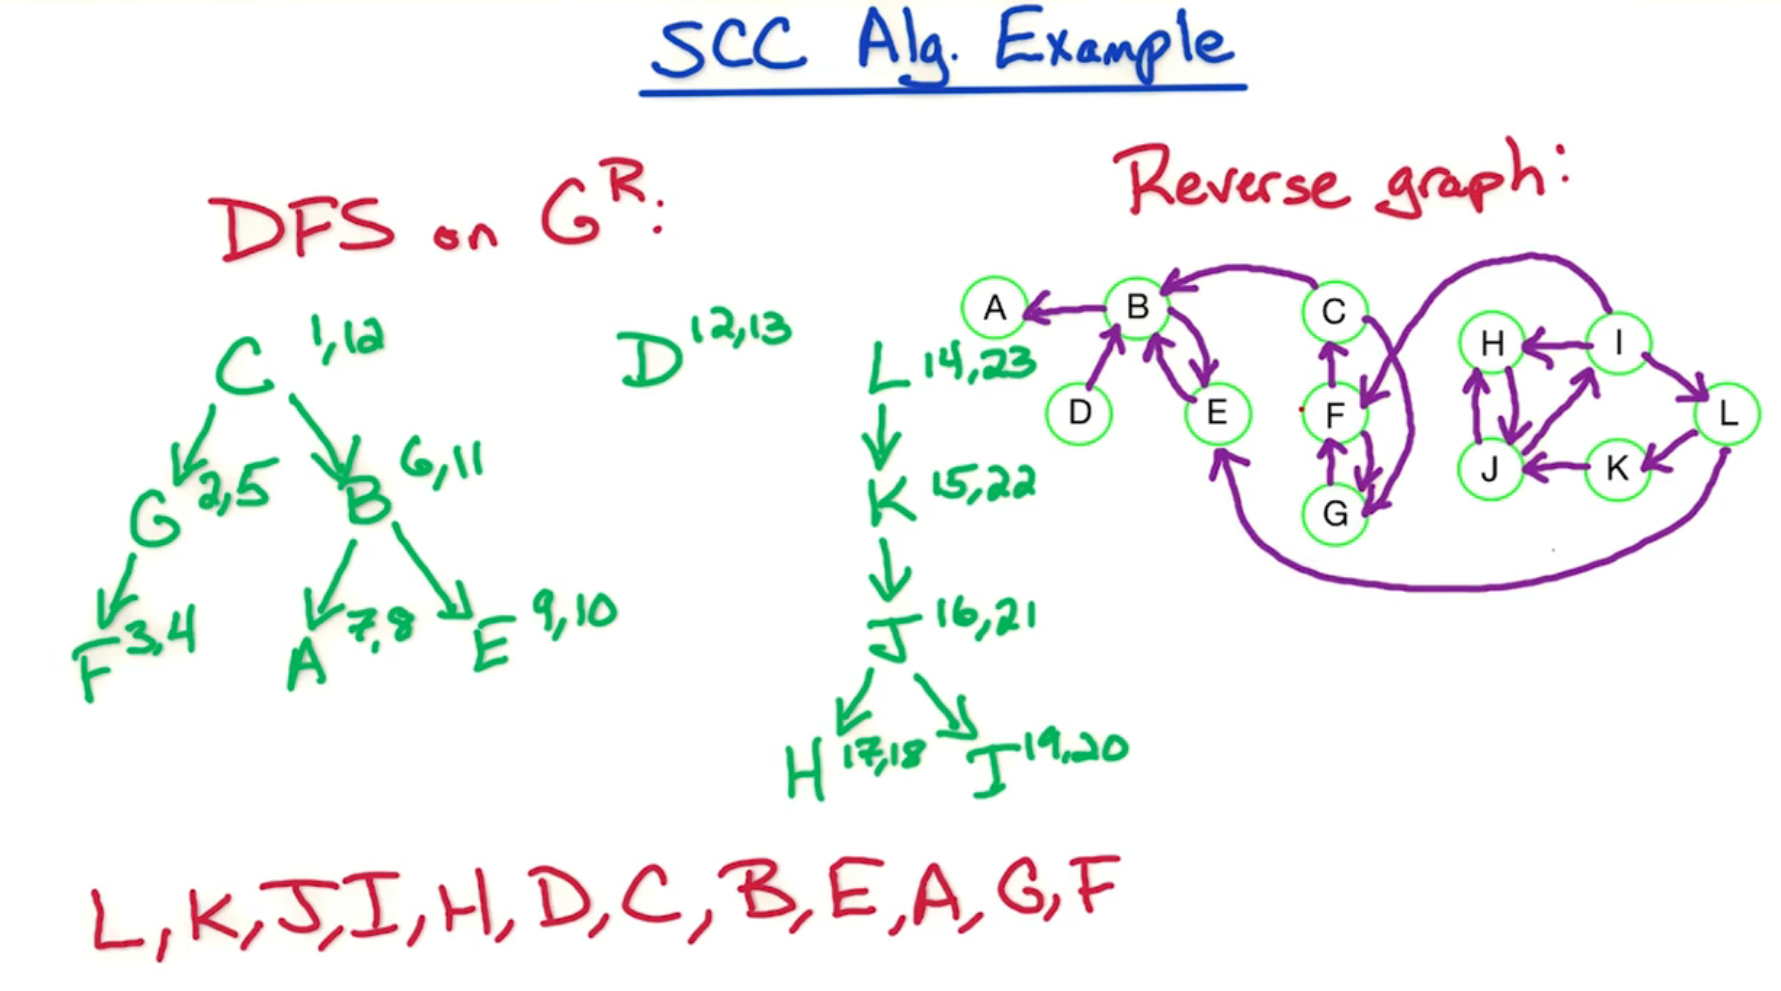 SCC Alg. Example
DFS on G^R:
Reverse graph:
C 1,12
G 2,5
B 6,11
F 3,4
A 7,8
E 9,10
D 12,13
L 14,23
K 15,22
J 16,21
H 17,18
I 19,20
A
B
C
D
E
F
G
H
I
J
K
L
L, K, J, I, H, D, C, B, E, A, G, F